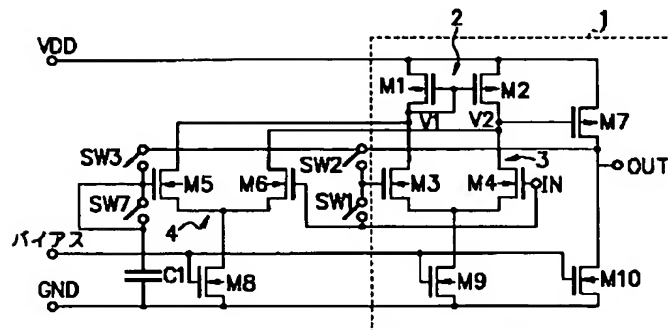 1
2
VDD
M1
M2
V1
V2
M7
SW3
M5
M6
SW2
M3
M4
3
IN
OUT
SW7
4
SW1
バイアス
C1
M8
M9
M10
GND